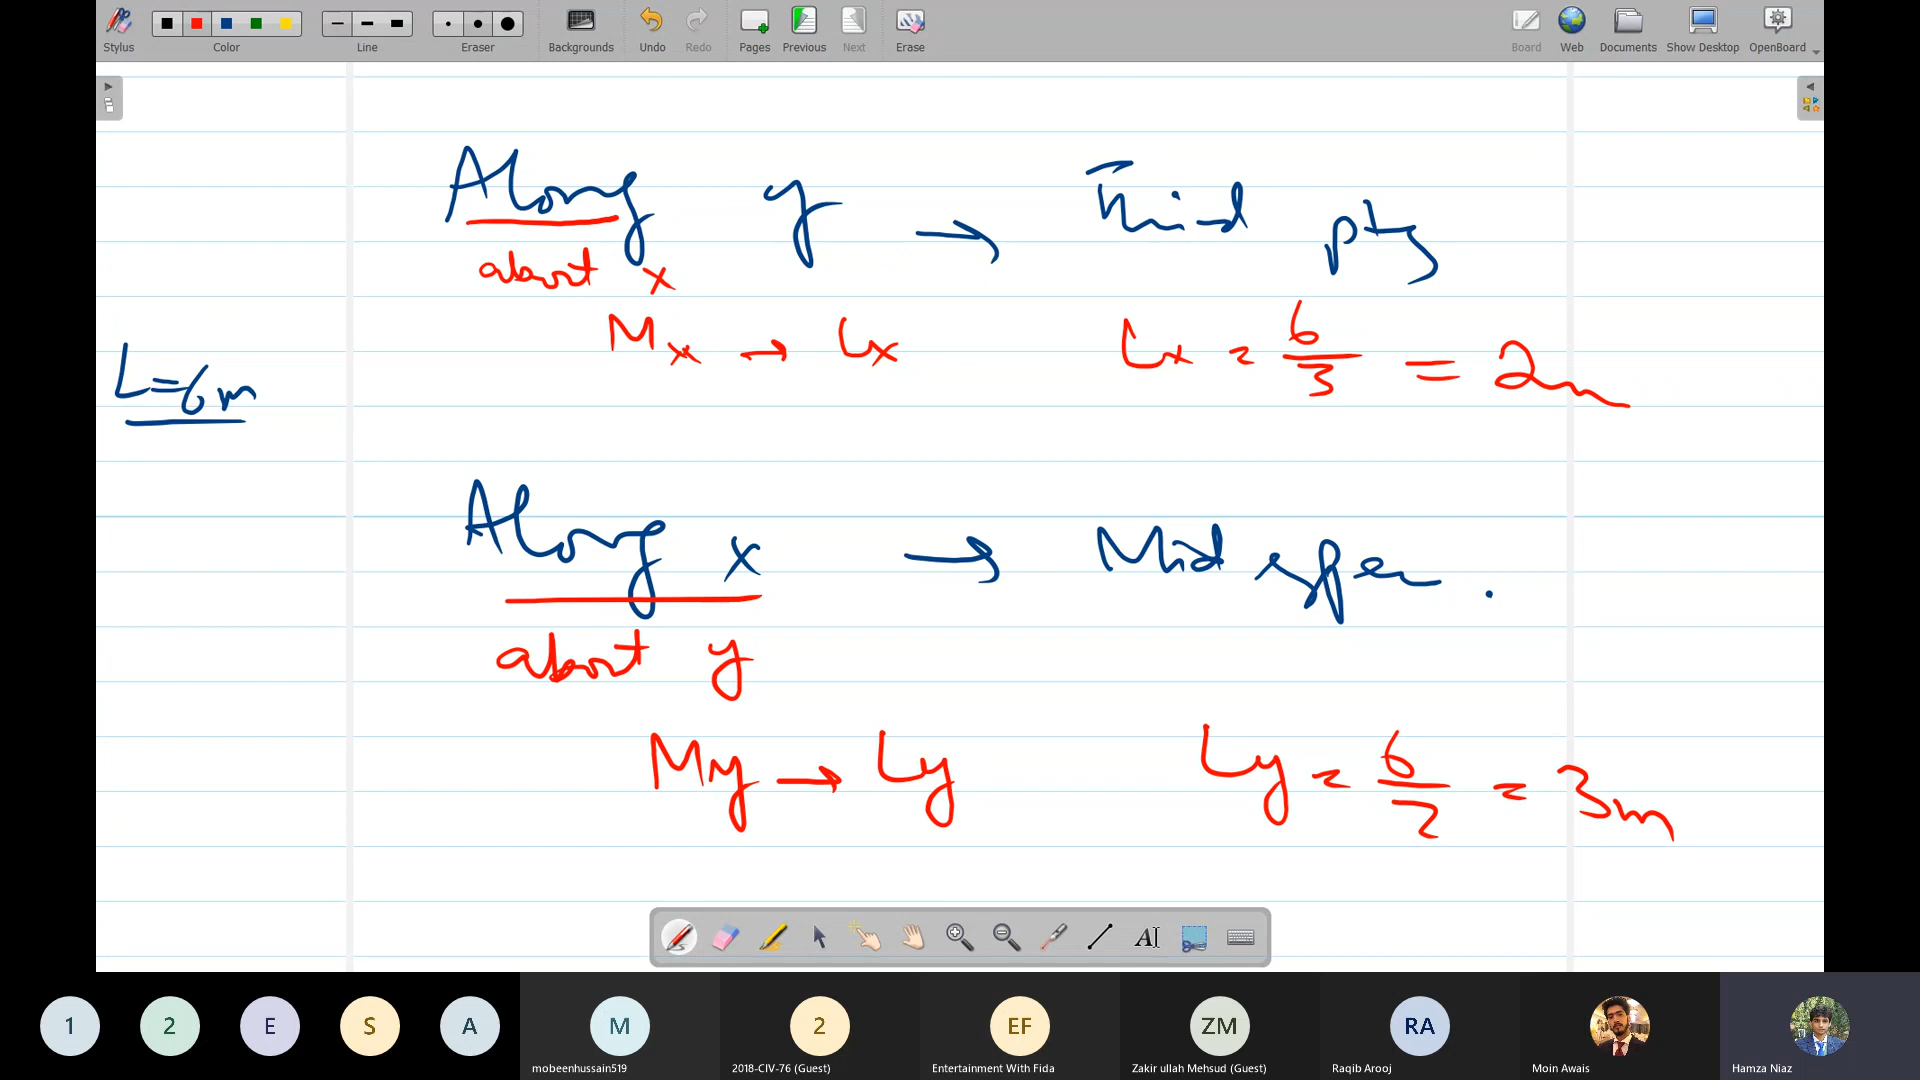 Stylus
Color
Line
Eraser
Backgrounds
Undo
Redo
Pages
Previous
Next
Erase
Board
Web
Documents
Show Desktop
OpenBoard
Along y → Third pts
about x
Mx → Lx Lx = 6/3 = 2m
L=6m
Along x → Mid span .
about y
My → Ly Ly = 6/2 = 3m
1
2
E
S
A
M
2
EF
ZM
RA
mobeenhussain519
2018-CIV-76 (Guest)
Entertainment With Fida
Zakir ullah Mehsud (Guest)
Raqib Arooj
Moin Awais
Hamza Niaz